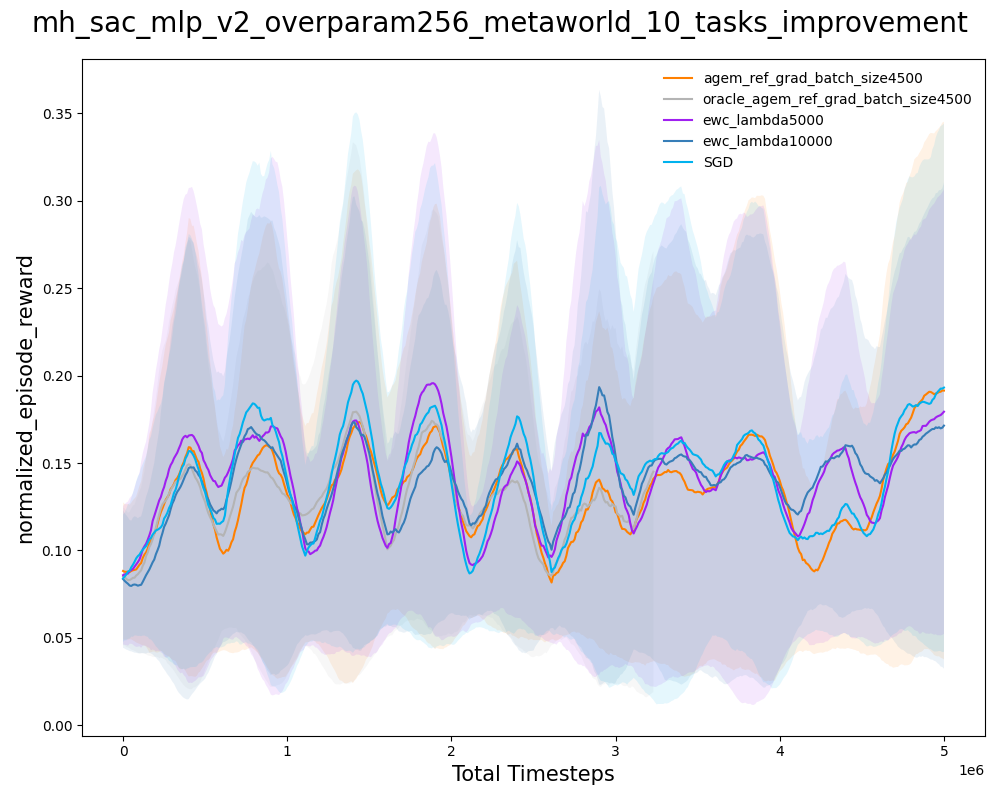 mh_sac_mlp_v2_overparam256_metaworld_10_tasks_improvement
agem_ref_grad_batch_size4500
oracle_agem_ref_grad_batch_size4500
ewc_lambda5000
ewc_lambda10000
SGD
normalized_episode_reward
0.35
0.30
0.25
0.20
0.15
0.10
0.05
0.00
0
1
2
3
4
5
1e6
Total Timesteps